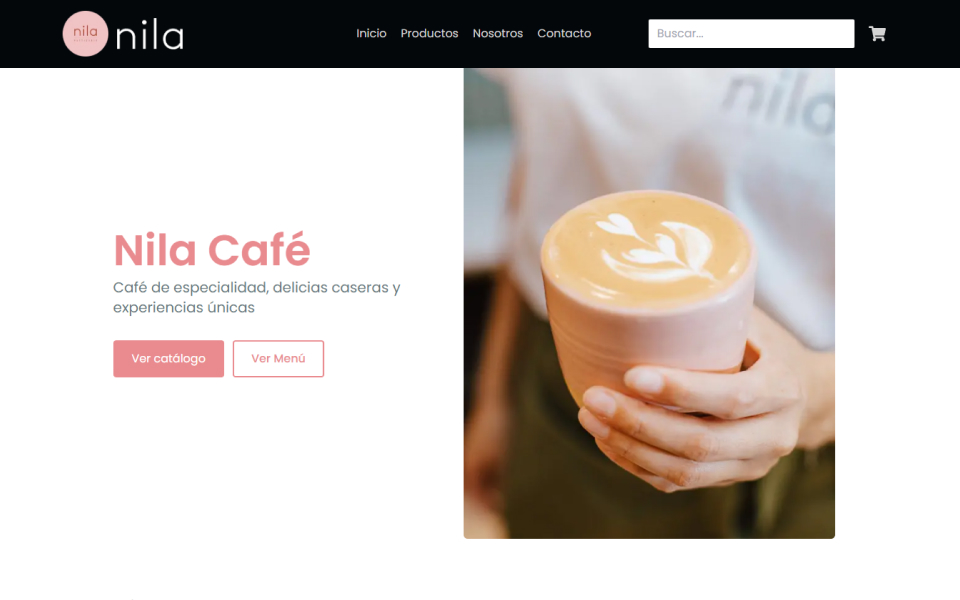 nila
nila
Inicio Productos Nosotros Contacto
Buscar...
nila
Nila Café
Café de especialidad, delicias caseras y
experiencias únicas
Ver catálogo Ver Menú